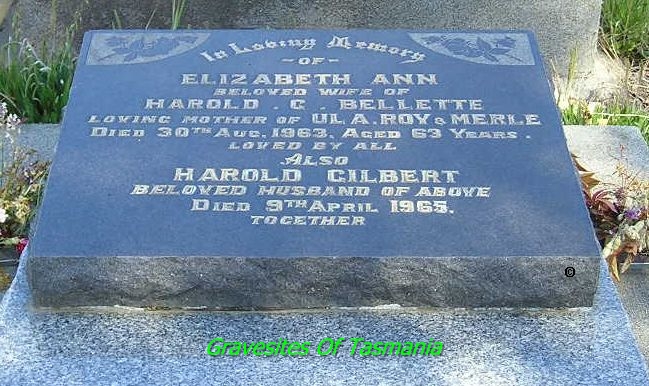 In Loving Memory
~OF~
ELIZABETH ANN
BELOVED WIFE OF
HAROLD . C . BELLETTE
LOVING MOTHER OF ULA, ROY & MERLE
DIED 30TH AUG. 1963, AGED 63 YEARS.
LOVED BY ALL
ALSO
HAROLD GILBERT
BELOVED HUSBAND OF ABOVE
DIED 9TH APRIL 1965.
TOGETHER
©
Gravesites Of Tasmania